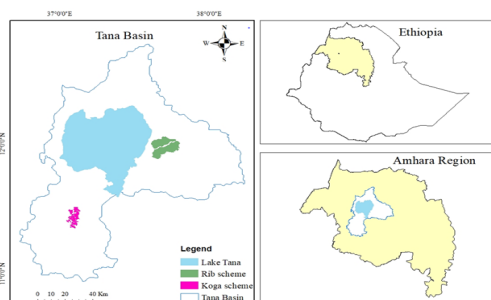 37°0'0"E
38°0'0"E
Tana Basin
N
W
E
S
12°0'0"N
11°0'0"N
Legend
Lake Tana
Rib scheme
Koga scheme
Tana Basin
0 10 20 40 Km
Ethiopia
Amhara Region